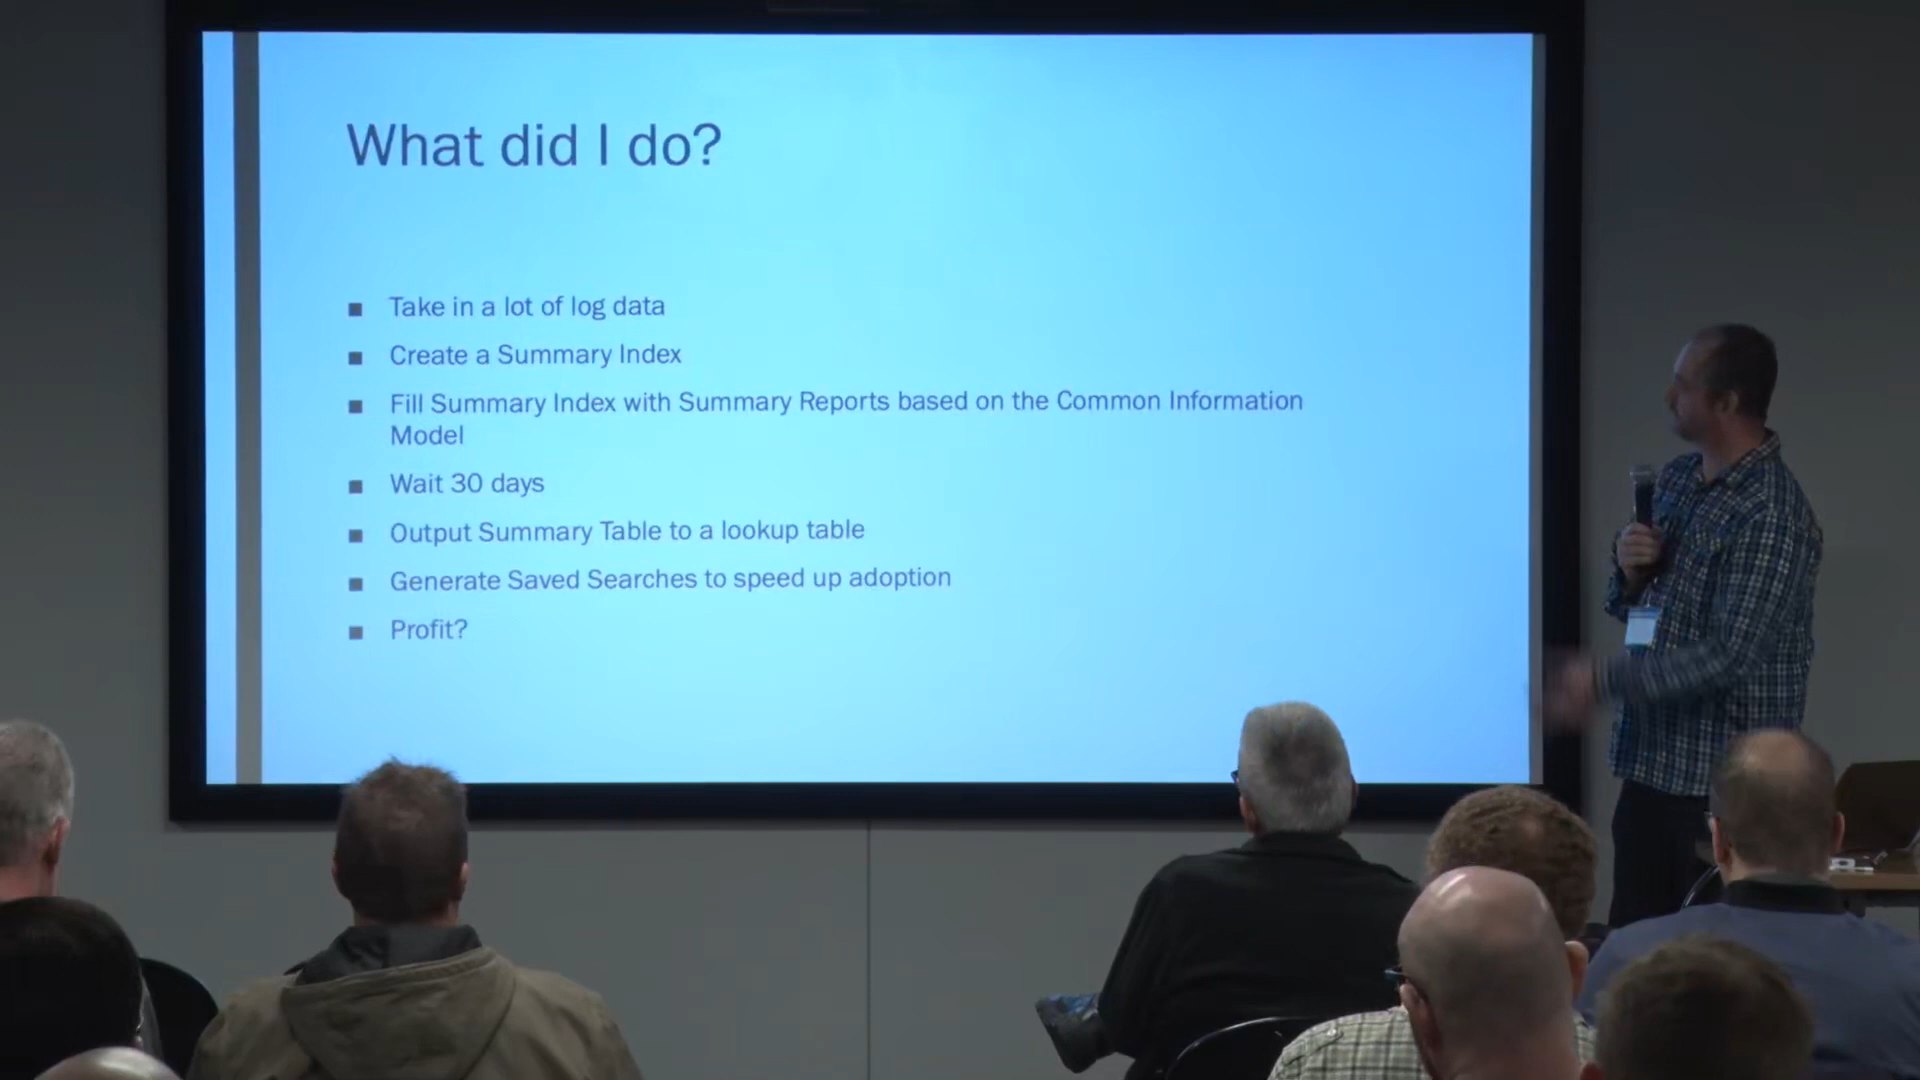 What did I do?
Take in a lot of log data
Create a Summary Index
Fill Summary Index with Summary Reports based on the Common Information
Model
Wait 30 days
Output Summary Table to a lookup table
Generate Saved Searches to speed up adoption
Profit?